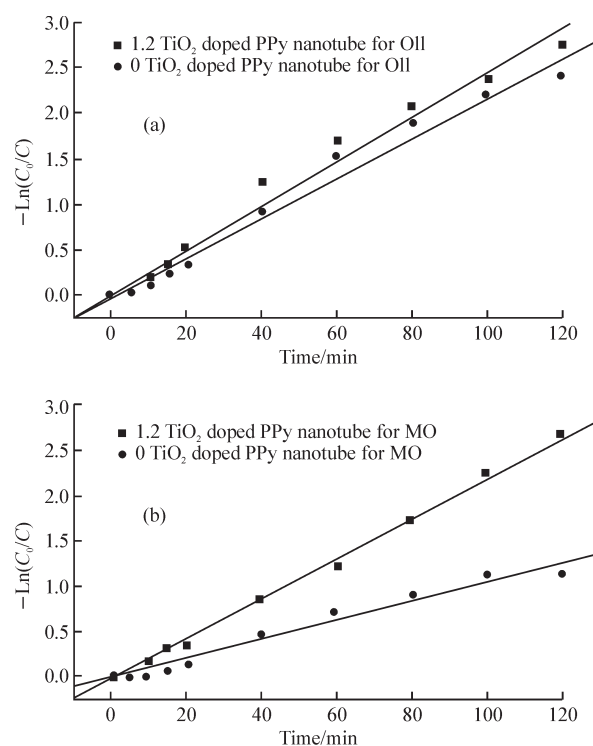 3.0
1.2 TiO₂ doped PPy nanotube for Oll
0 TiO₂ doped PPy nanotube for Oll
2.5
2.0
(a)
1.5
1.0
0.5
0.0
−Ln(C₀/C)
0 20 40 60 80 100 120
Time/min
3.0
1.2 TiO₂ doped PPy nanotube for MO
0 TiO₂ doped PPy nanotube for MO
2.5
2.0
(b)
1.5
1.0
0.5
0.0
−Ln(C₀/C)
0 20 40 60 80 100 120
Time/min